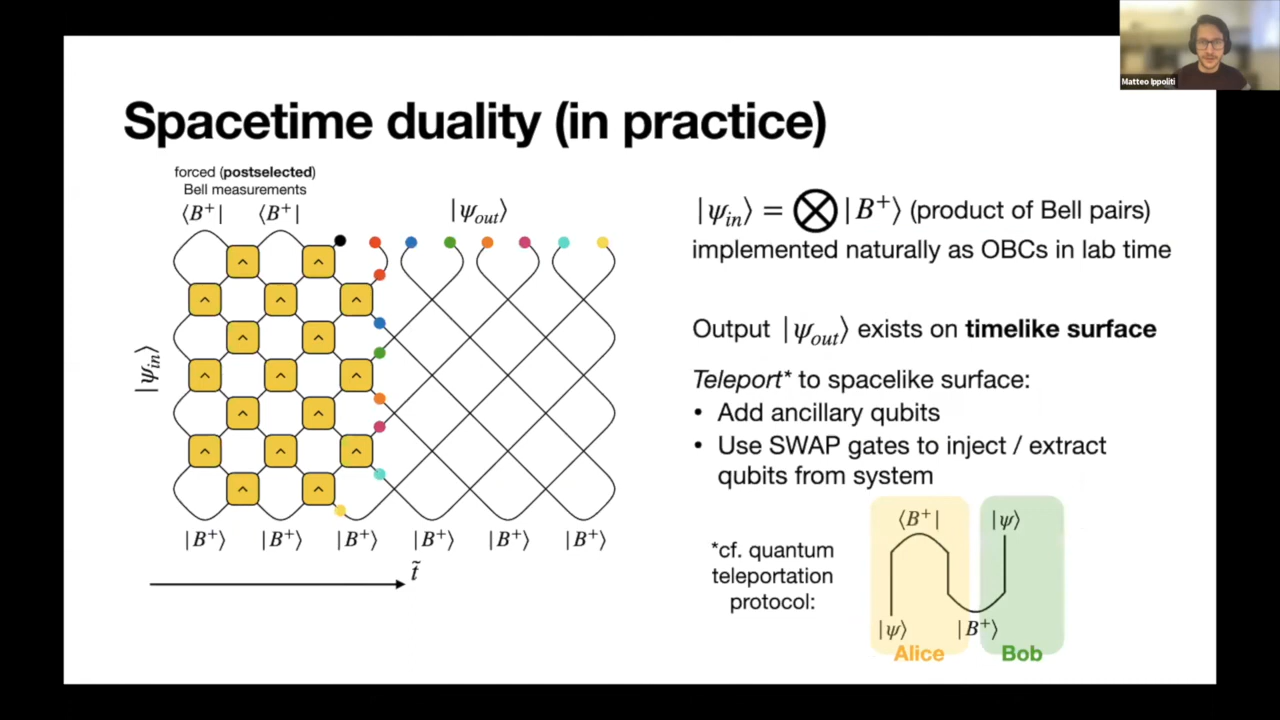 Matteo Ippoliti
Spacetime duality (in practice)
forced (postselected)
Bell measurements
⟨B⁺| ⟨B⁺|
|ψ_out⟩
|ψ_in⟩
^ ^
^ ^ ^
^ ^
^ ^ ^
^ ^
^ ^ ^
^ ^
|B⁺⟩ |B⁺⟩ |B⁺⟩ |B⁺⟩ |B⁺⟩ |B⁺⟩
t̃
|ψ_in⟩ = ⨂ |B⁺⟩ (product of Bell pairs)
implemented naturally as OBCs in lab time
Output |ψ_out⟩ exists on timelike surface
Teleport* to spacelike surface:
• Add ancillary qubits
• Use SWAP gates to inject / extract
qubits from system
*cf. quantum
teleportation
protocol:
⟨B⁺| |ψ⟩
|ψ⟩ |B⁺⟩
Alice Bob